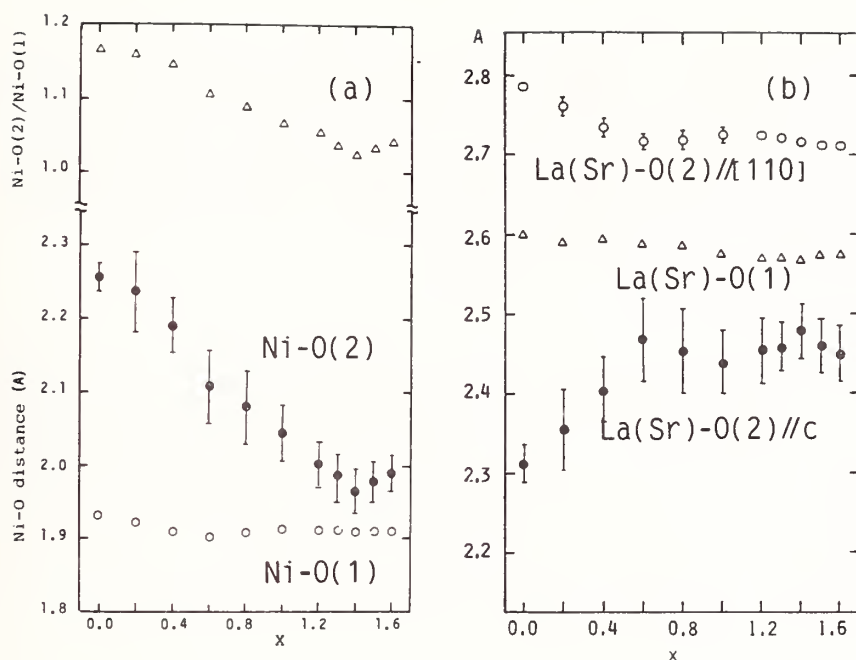 Ni-O(2)/Ni-O(1)
1.2
1.1
1.0
(a)
Ni-O distance (A)
2.3
2.2
2.1
2.0
1.9
1.8
Ni-O(2)
Ni-O(1)
0.0 0.4 0.8 1.2 1.6
X
A
2.8
2.7
2.6
2.5
2.4
2.3
2.2
(b)
La(Sr)-O(2)//[110]
La(Sr)-O(1)
La(Sr)-O(2)//c
0.0 0.4 0.8 1.2 1.6
x